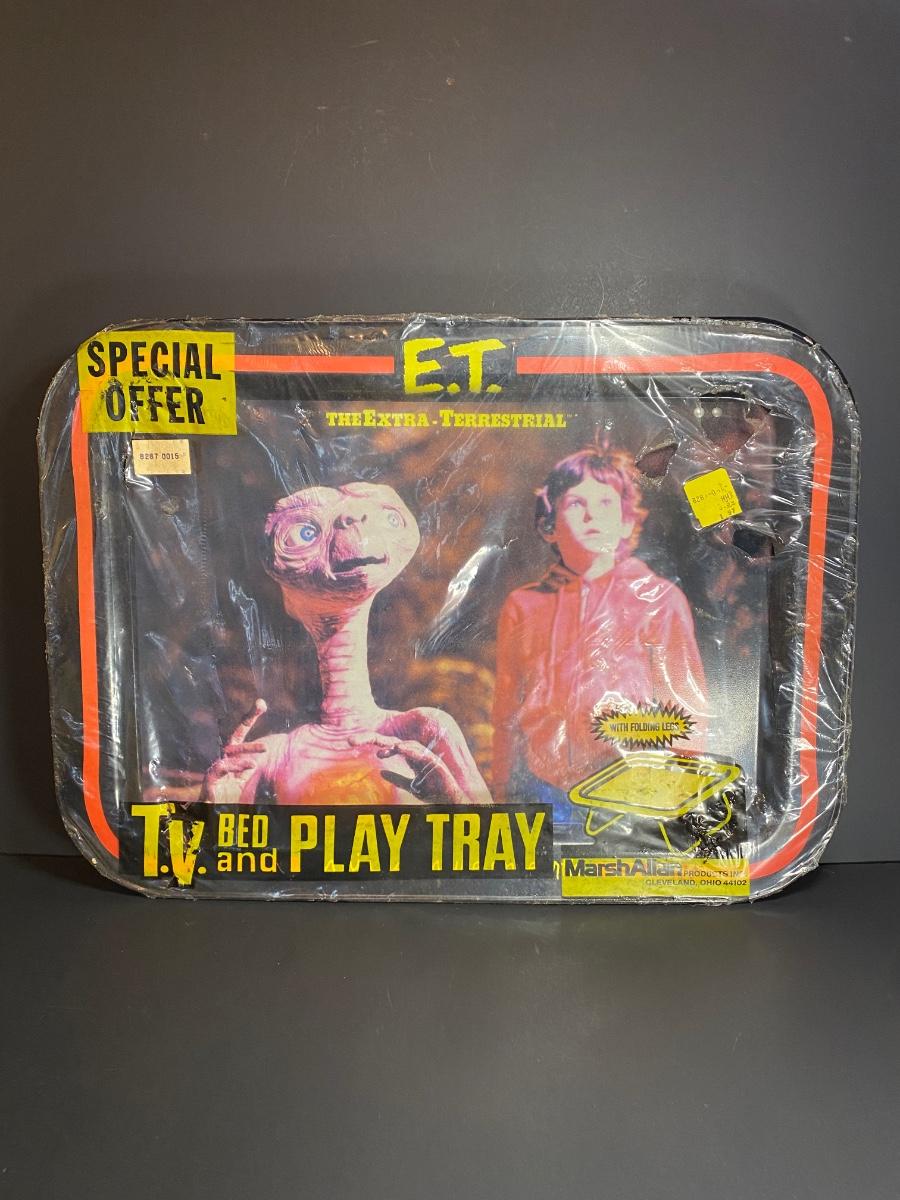 SPECIAL
OFFER
E.T.
THE EXTRA-TERRESTRIAL
8287 0015
WITH FOLDING LEGS
T.V. BED and PLAY TRAY
MarshAllan PRODUCTS INC
CLEVELAND, OHIO 44102